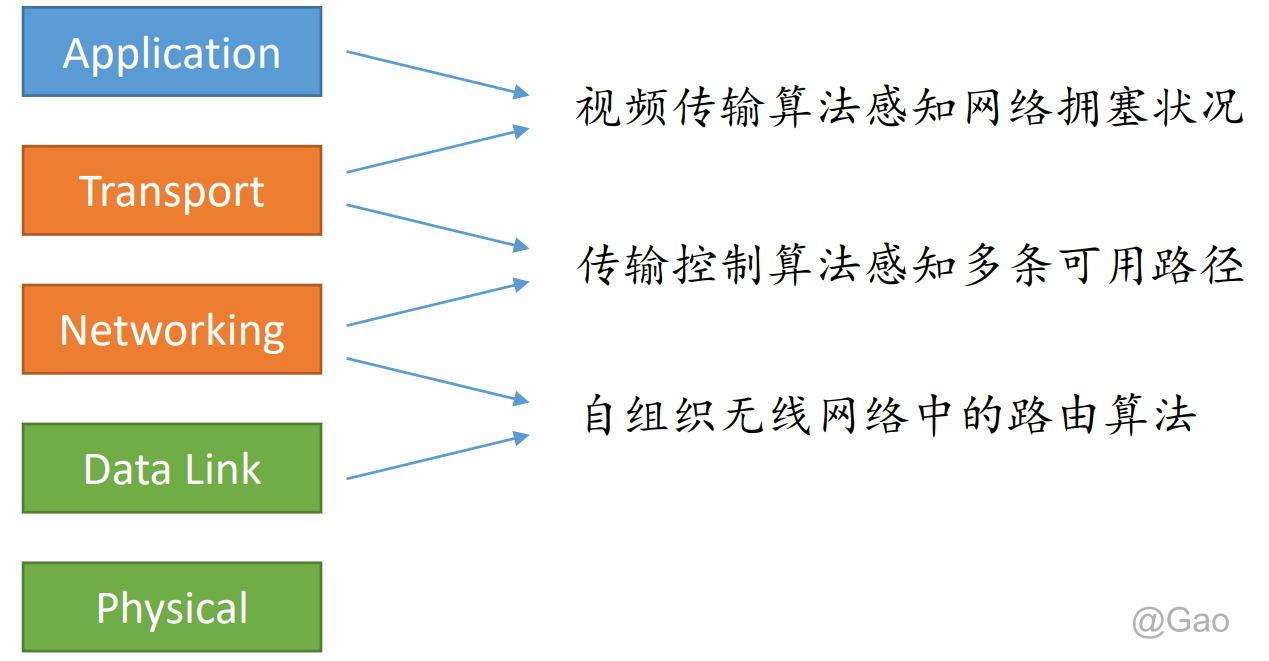 Application
视频传输算法感知网络拥塞状况
Transport
传输控制算法感知多条可用路径
Networking
自组织无线网络中的路由算法
Data Link
Physical
@Gao